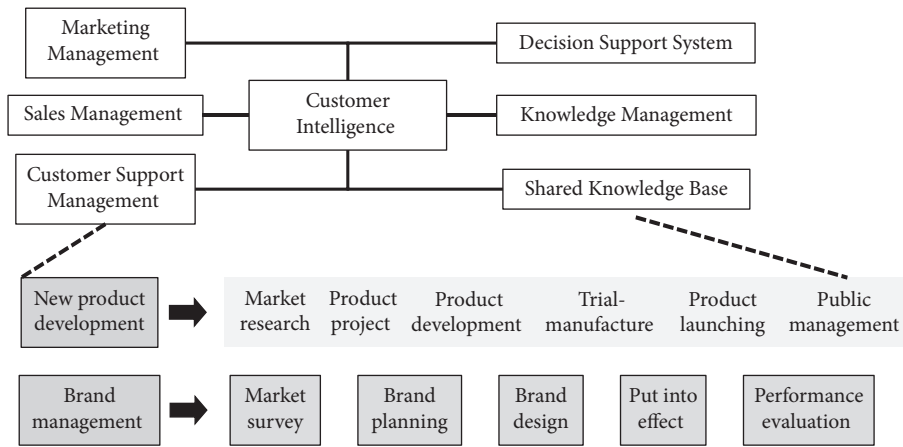 Marketing
Management
Decision Support System
Sales Management
Customer
Intelligence
Knowledge Management
Customer Support
Management
Shared Knowledge Base
New product
development
Market
research
Product
project
Product
development
Trial-
manufacture
Product
launching
Public
management
Brand
management
Market
survey
Brand
planning
Brand
design
Put into
effect
Performance
evaluation